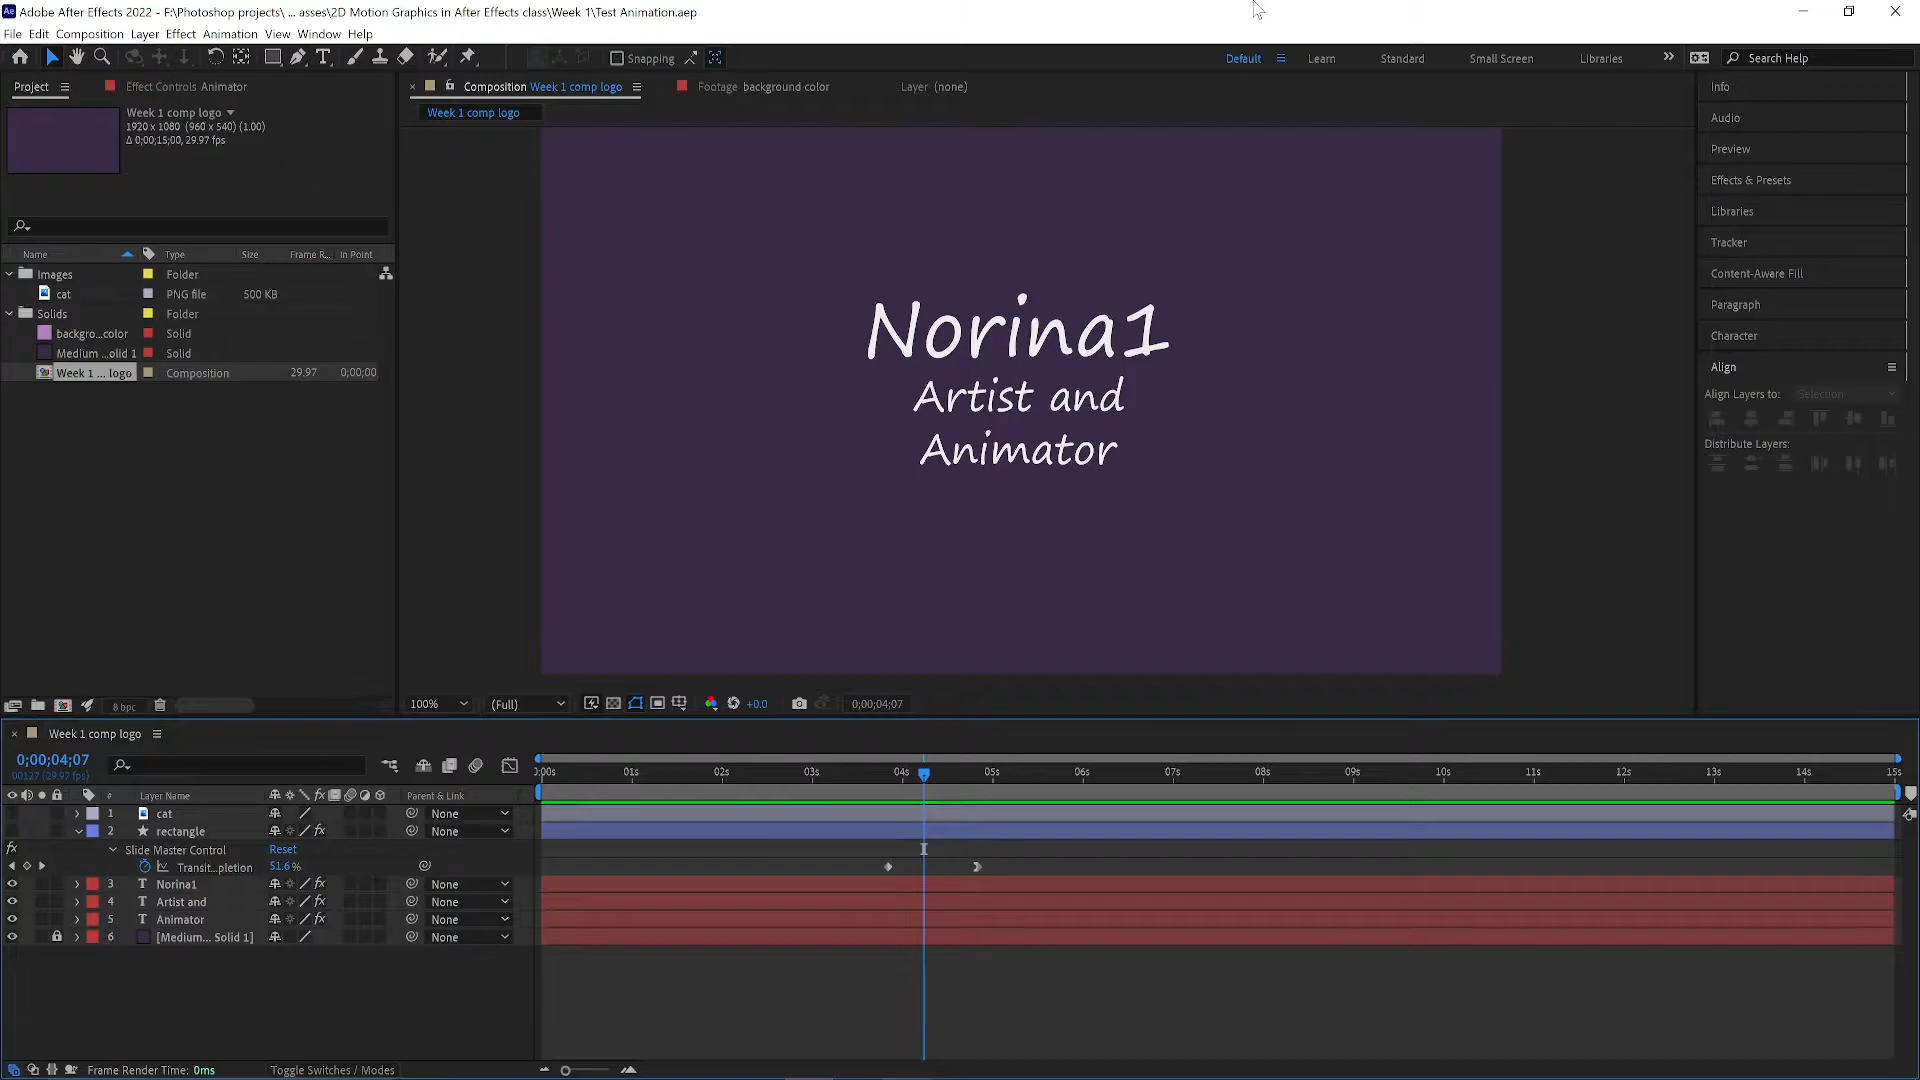 Adobe After Effects 2022 - F:\Photoshop projects\ ... asses\2D Motion Graphics in After Effects class\Week 1\Test Animation.aep
File Edit Composition Layer Effect Animation View Window Help
Snapping
Default Learn Standard Small Screen Libraries
Search Help
Project
Effect Controls Animator
Week 1 comp logo
1920 x 1080 (960 x 540) (1.00)
Δ 0;00;15;00, 29.97 fps
Name Type Size Frame R... In Point
Images Folder
cat PNG file 500 KB
Solids Folder
backgro...color Solid
Medium ...olid 1 Solid
Week 1 ... logo Composition 29.97 0;00;00
8 bpc
Composition Week 1 comp logo
Footage background color
Layer (none)
Week 1 comp logo
Norina1
Artist and
Animator
100% (Full) +0.0 0;00;04;07
Info
Audio
Preview
Effects & Presets
Libraries
Tracker
Content-Aware Fill
Paragraph
Character
Align
Align Layers to: Selection
Distribute Layers:
Week 1 comp logo
0;00;04;07
00127 (29.97 fps)
01s 02s 03s 04s 05s 06s 07s 08s 09s 10s 11s 12s 13s 14s 15s
# Layer Name Parent & Link
1 cat None
2 rectangle None
Slide Master Control Reset
Transit...pletion 51.6%
3 T Norina1 None
4 T Artist and None
5 T Animator None
6 [Medium... Solid 1] None
Frame Render Time: 0ms
Toggle Switches / Modes